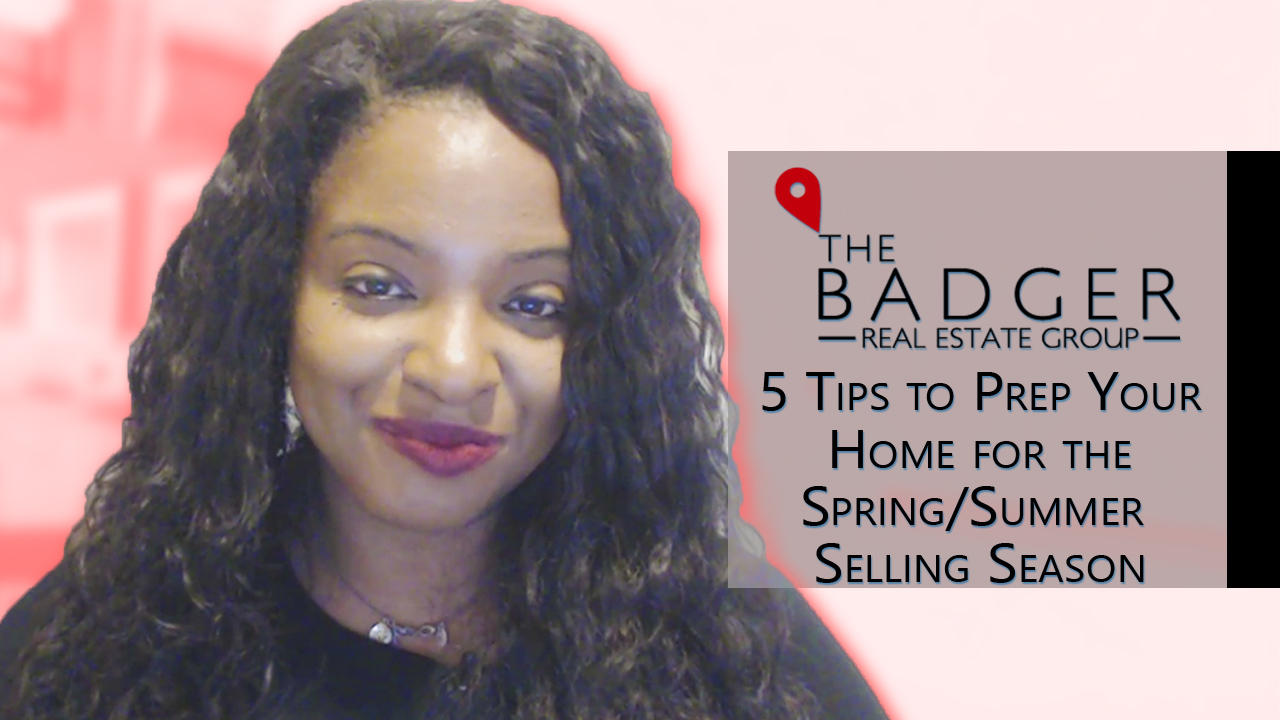 THE
BADGER
REAL ESTATE GROUP
5 Tips to Prep Your
Home for the
Spring/Summer
Selling Season